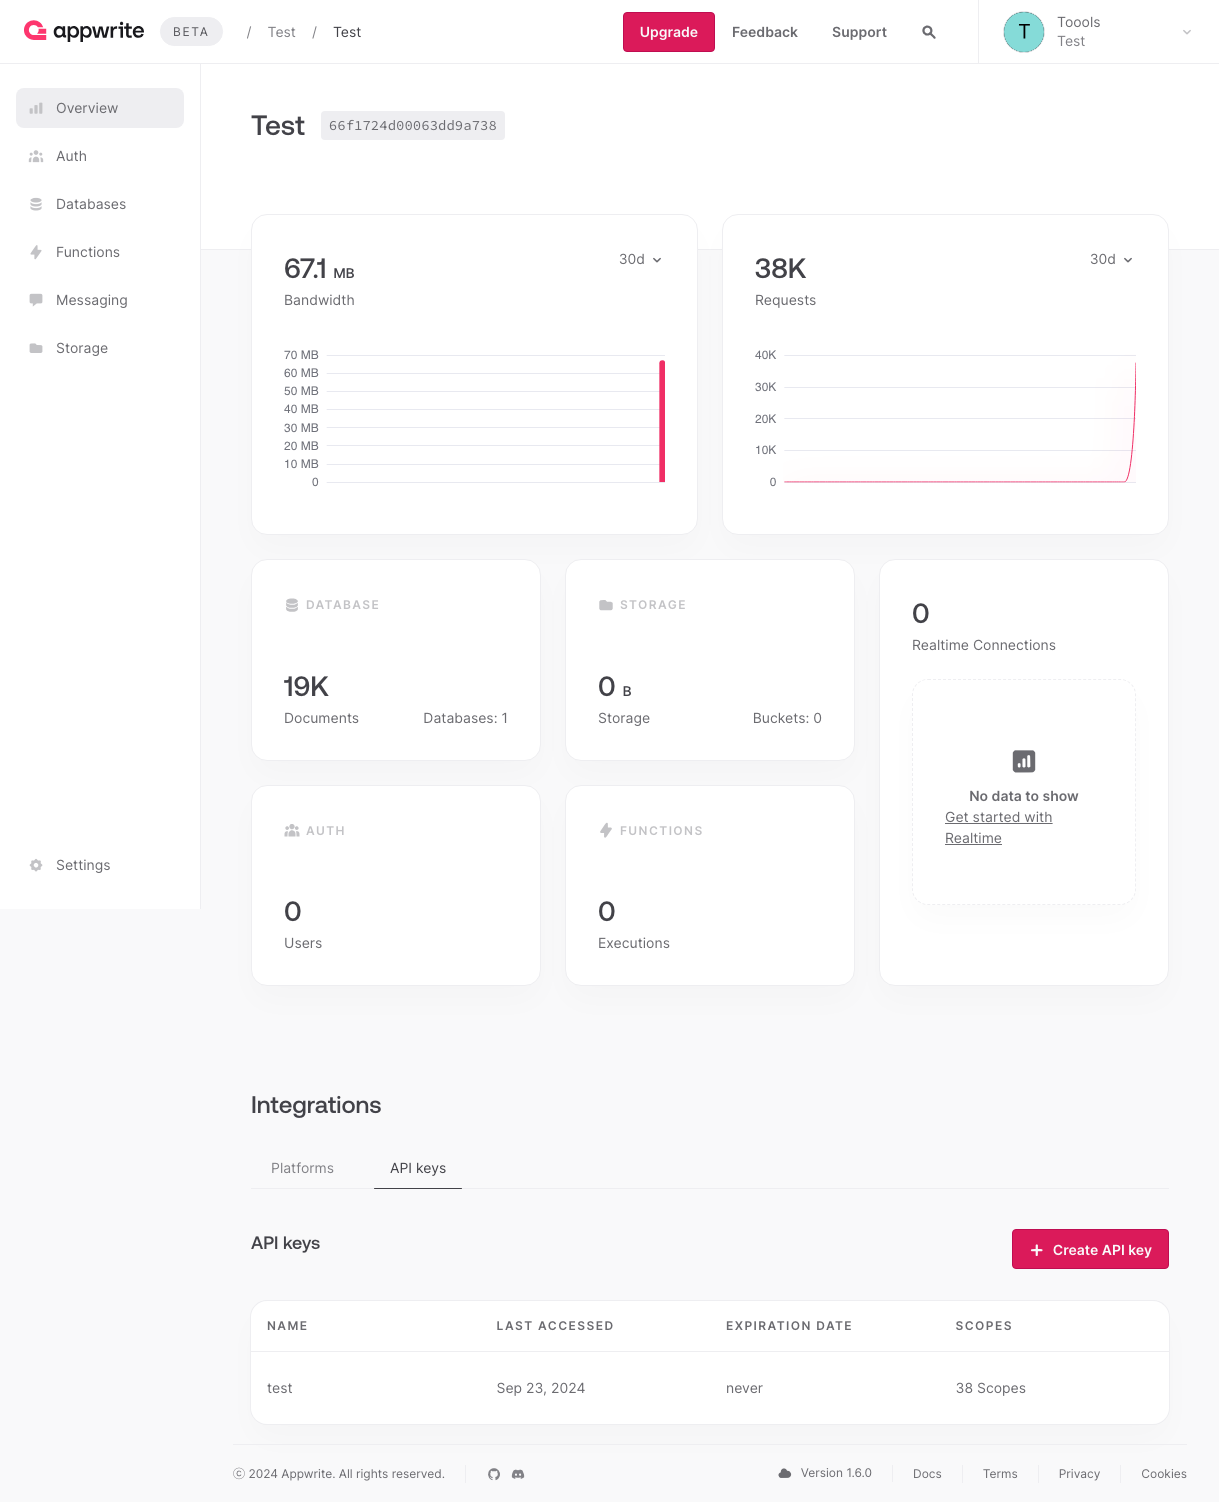 appwrite BETA / Test / Test Upgrade Feedback Support T Toools
Test
Overview
Auth
Databases
Functions
Messaging
Storage
Settings
Test 66f1724d00063dd9a738
67.1 MB 30d
Bandwidth
70 MB
60 MB
50 MB
40 MB
30 MB
20 MB
10 MB
0
38K 30d
Requests
40K
30K
20K
10K
0
DATABASE
19K
Documents Databases: 1
STORAGE
0 B
Storage Buckets: 0
0
Realtime Connections
No data to show
Get started with
Realtime
AUTH
0
Users
FUNCTIONS
0
Executions
Integrations
Platforms API keys
API keys Create API key
NAME LAST ACCESSED EXPIRATION DATE SCOPES
test Sep 23, 2024 never 38 Scopes
ⓒ 2024 Appwrite. All rights reserved. Version 1.6.0 Docs Terms Privacy Cookies